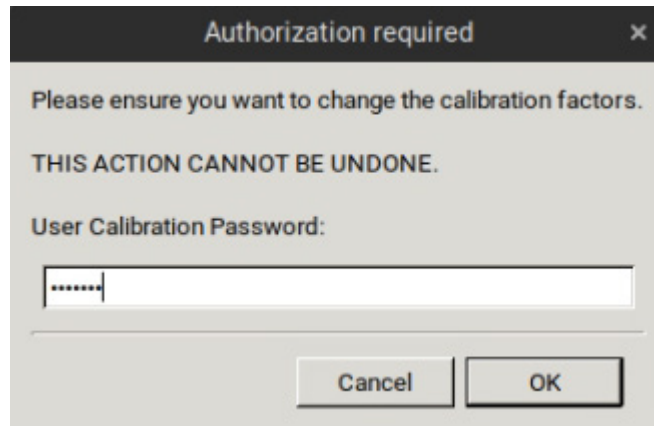 Authorization required ×
Please ensure you want to change the calibration factors.
THIS ACTION CANNOT BE UNDONE.
User Calibration Password:
•••••••
Cancel OK